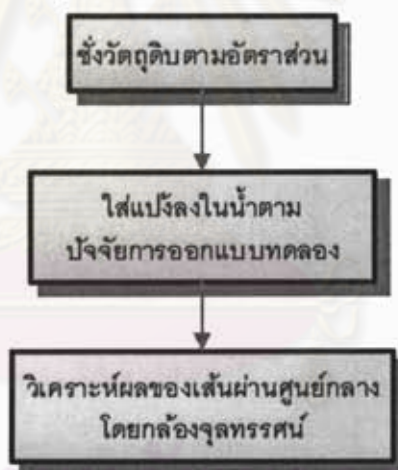 ชั่งวัตถุดิบตามอัตราส่วน
ใส่แป้งลงในน้ำตาม
ปัจจัยการออกแบบทดลอง
วิเคราะห์ผลของเส้นผ่านศูนย์กลาง
โดยกล้องจุลทรรศน์